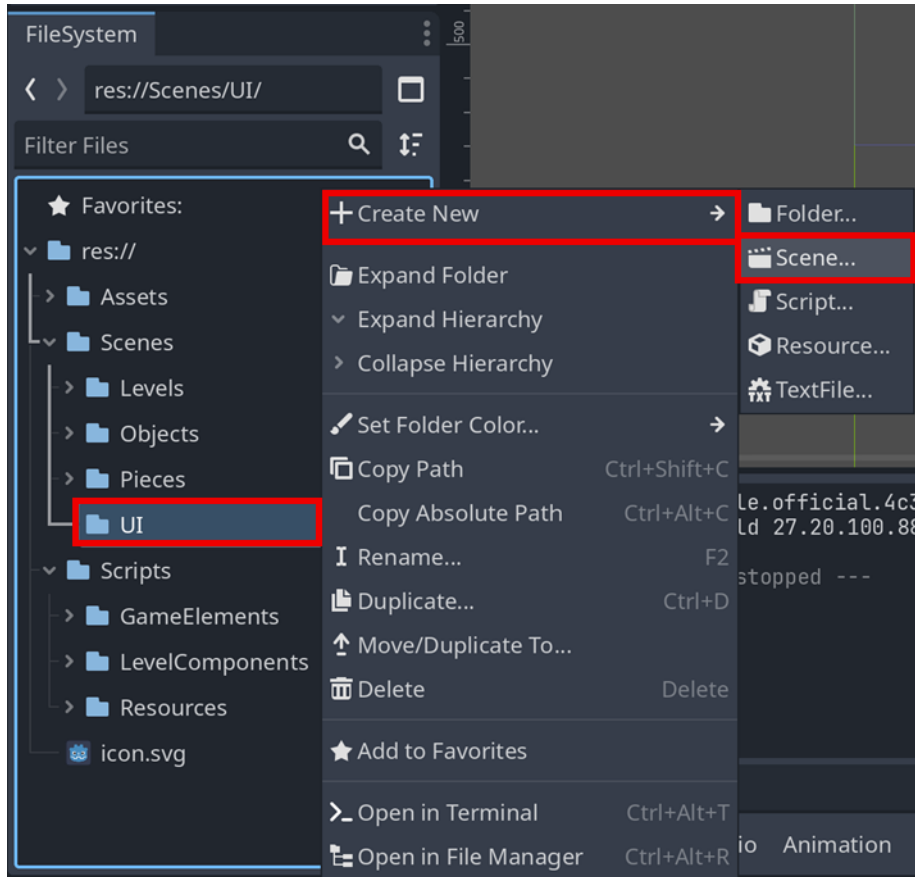 FileSystem
500
res://Scenes/UI/
Filter Files
Favorites:
res://
Assets
Scenes
Levels
Objects
Pieces
UI
Scripts
GameElements
LevelComponents
Resources
icon.svg
Create New
Expand Folder
Expand Hierarchy
Collapse Hierarchy
Set Folder Color...
Copy Path Ctrl+Shift+C
Copy Absolute Path Ctrl+Alt+C
Rename... F2
Duplicate... Ctrl+D
Move/Duplicate To...
Delete Delete
Add to Favorites
Open in Terminal Ctrl+Alt+T
Open in File Manager Ctrl+Alt+R
Folder...
Scene...
Script...
Resource...
TXT TextFile...
le.official.4c3
ld 27.20.100.88
stopped ---
io Animation